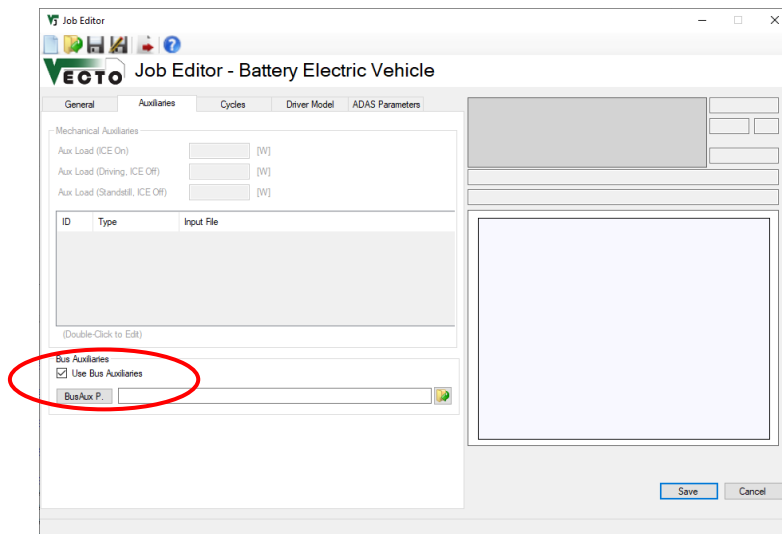 Job Editor
VECTO Job Editor - Battery Electric Vehicle
General Auxiliaries Cycles Driver Model ADAS Parameters
Mechanical Auxiliaries
Aux Load (ICE On) [W]
Aux Load (Driving, ICE Off) [W]
Aux Load (Standstill, ICE Off) [W]
ID Type Input File
(Double-Click to Edit)
Bus Auxiliaries
Use Bus Auxiliaries
BusAux P.
Save Cancel